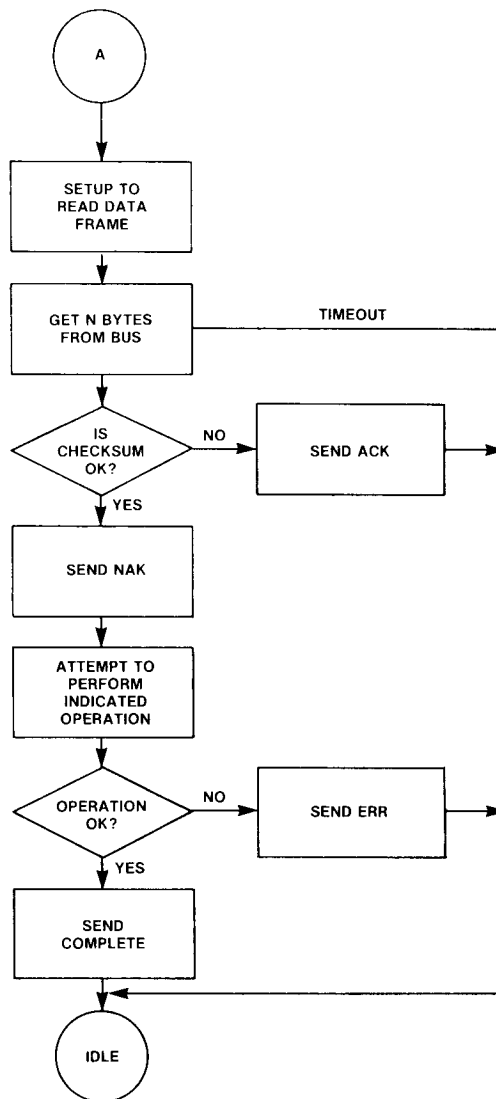 A
SETUP TO
READ DATA
FRAME
GET N BYTES
FROM BUS
TIMEOUT
IS
CHECKSUM
OK?
NO
SEND ACK
YES
SEND NAK
ATTEMPT TO
PERFORM
INDICATED
OPERATION
OPERATION
OK?
NO
SEND ERR
YES
SEND
COMPLETE
IDLE